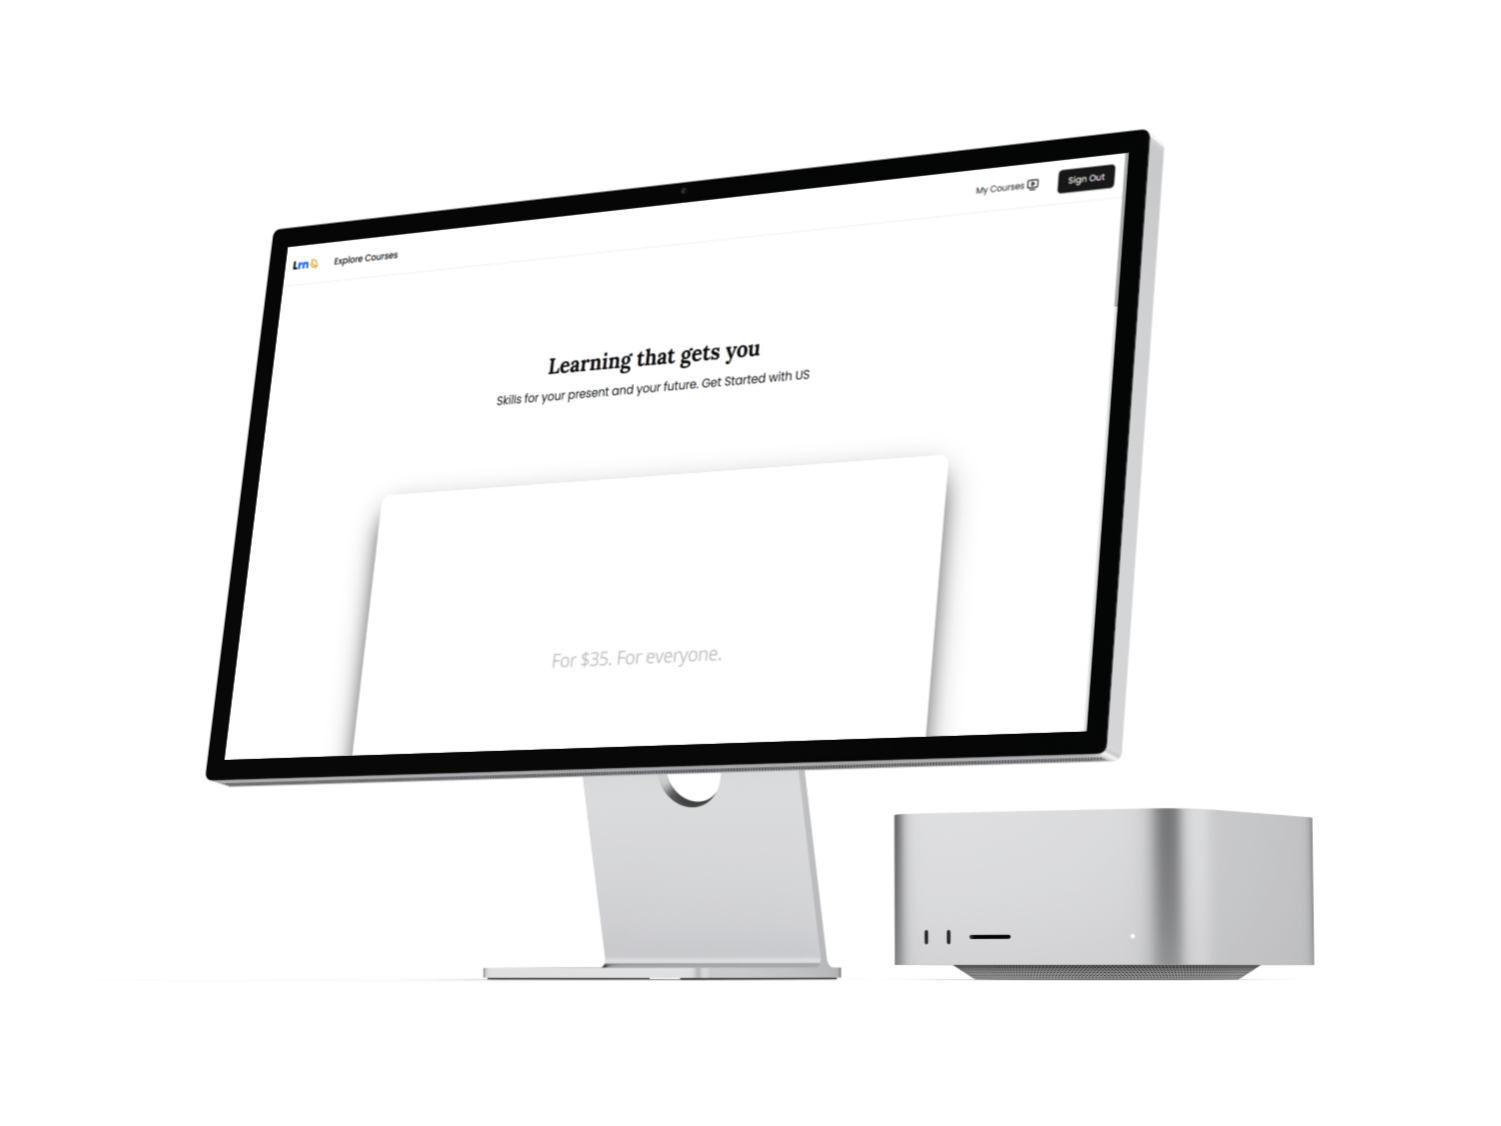 Lrn
Explore Courses
My Courses
Sign Out
Learning that gets you
Skills for your present and your future. Get Started with US
For $35. For everyone.